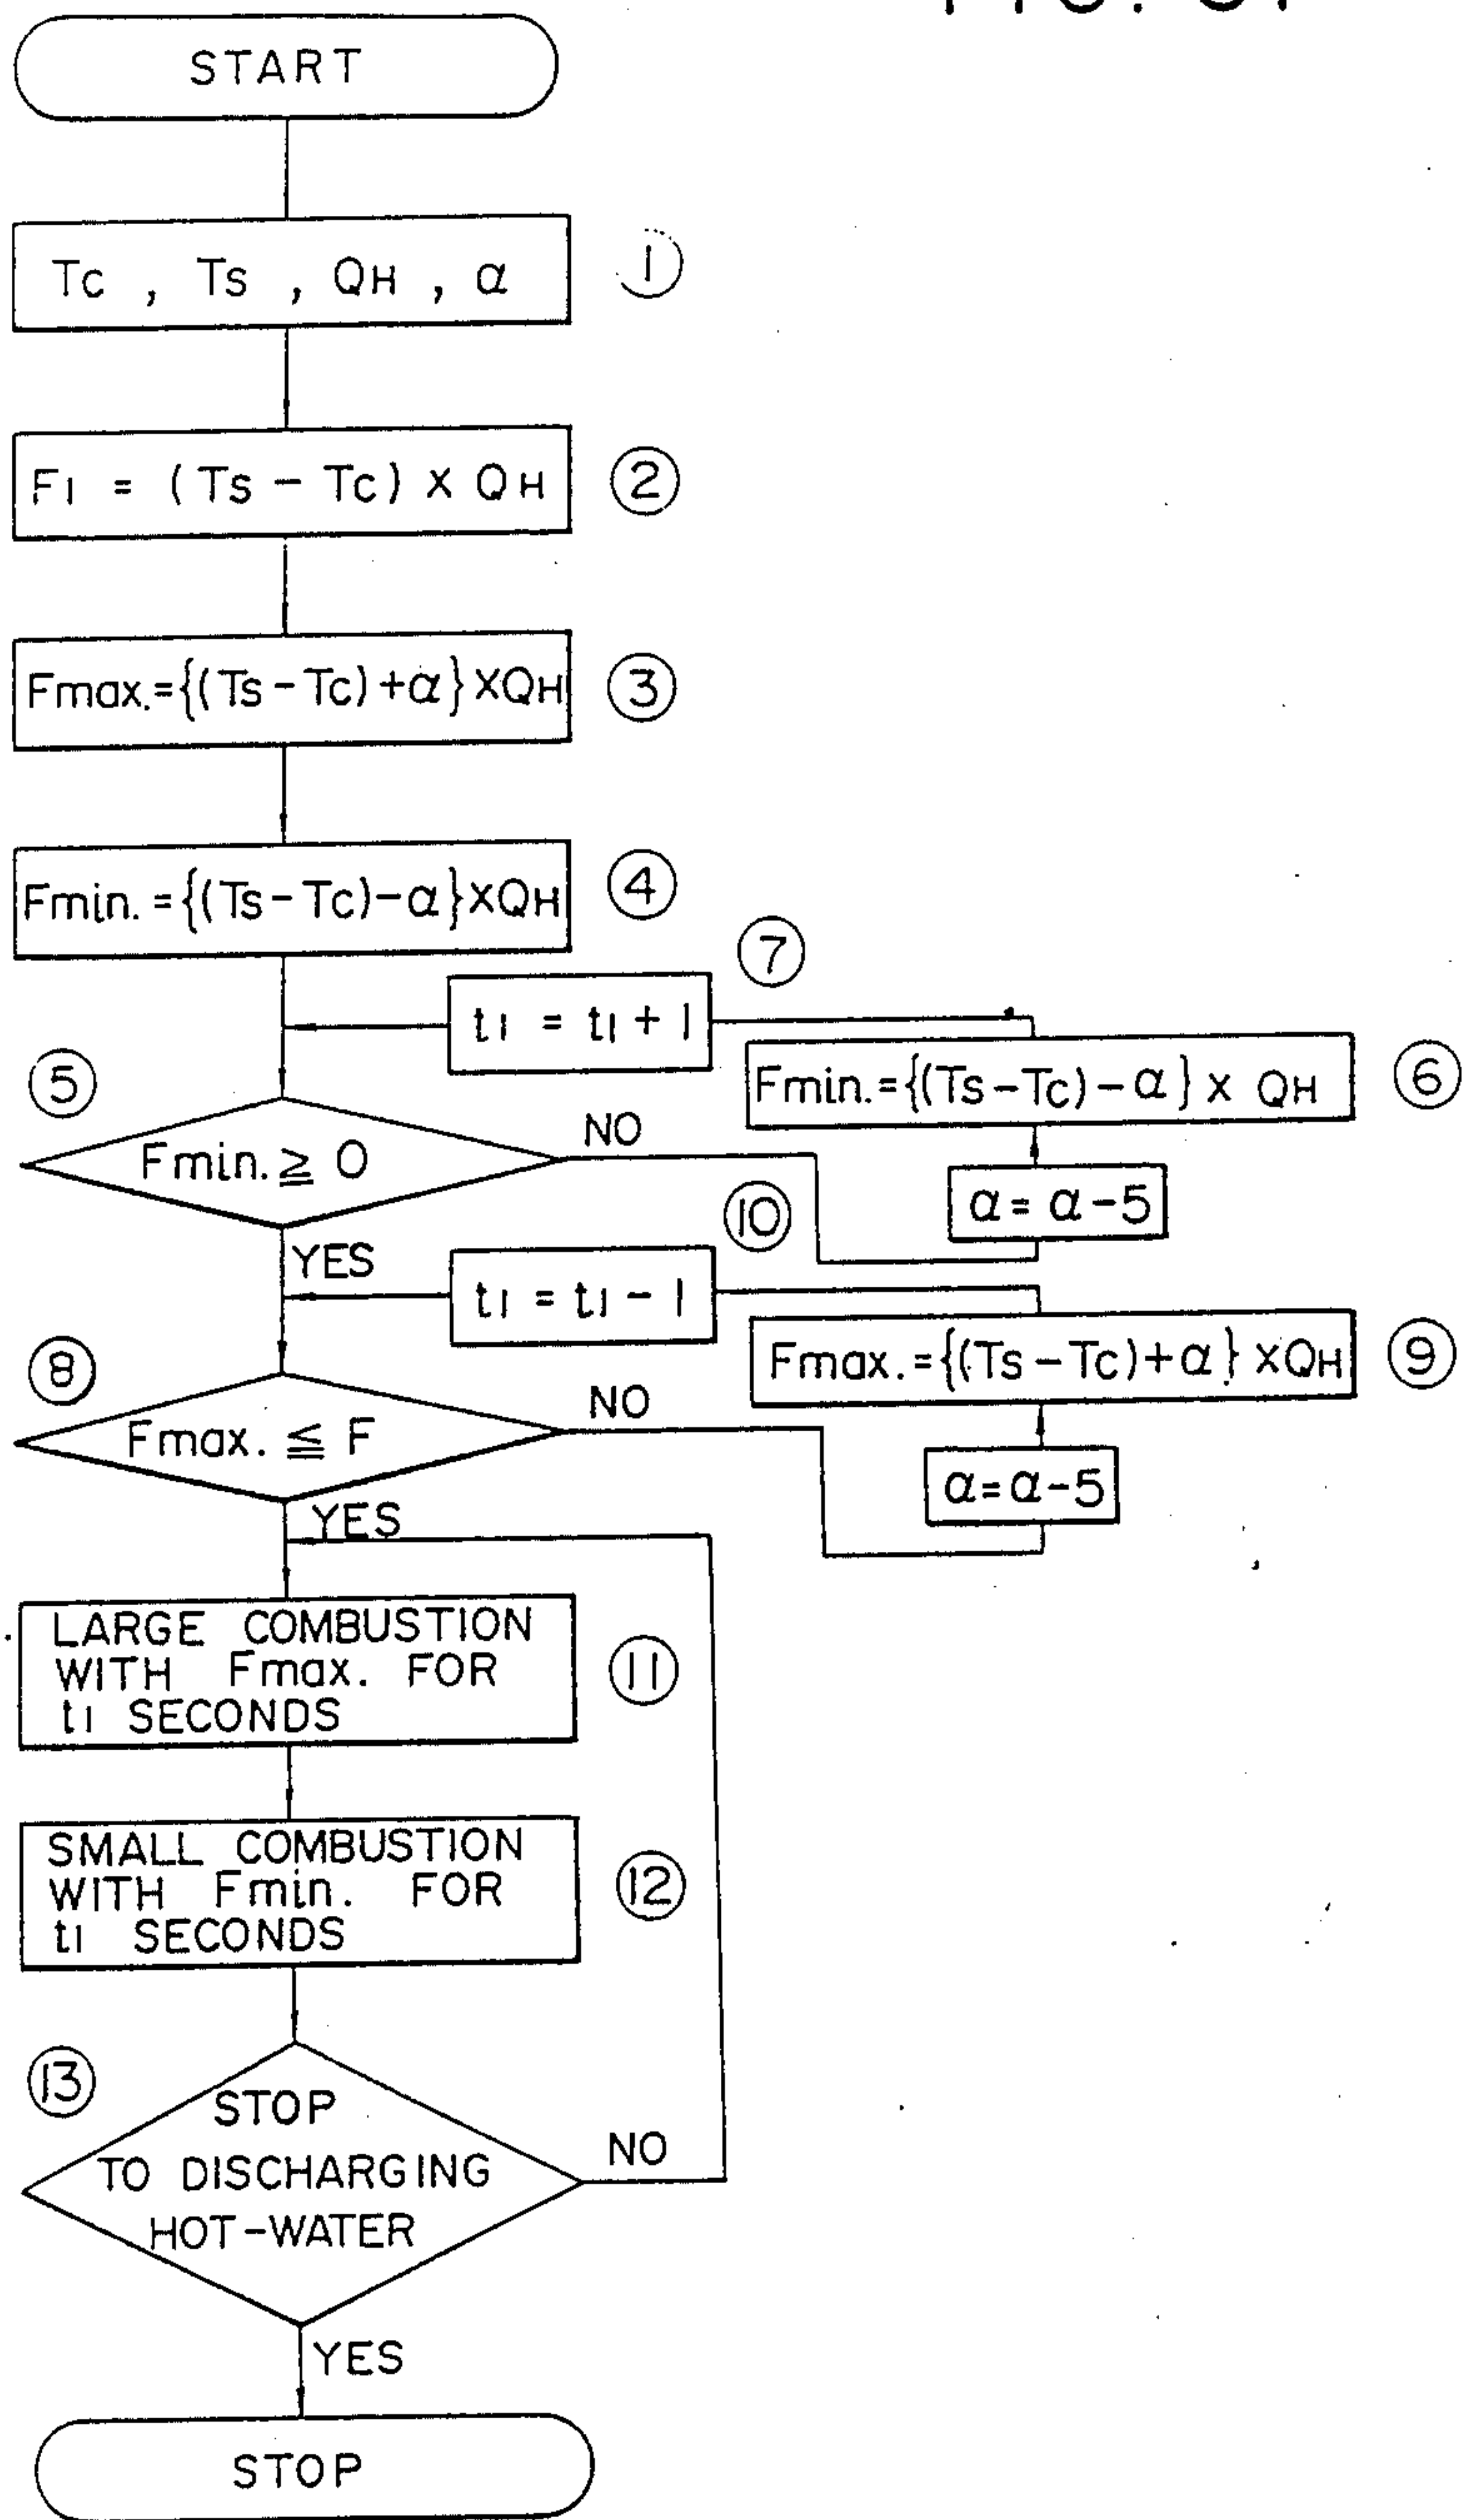 START
Tc , Ts , QH , α
①
F1 = (Ts - Tc) × QH
②
Fmax.={(Ts-Tc)+α}×QH
③
Fmin.={(Ts-Tc)-α}×QH
④
⑦
t1 = t1 + 1
⑤
Fmin.={(Ts-Tc)-α} × QH
⑥
NO
Fmin. ≧ 0
α= α-5
⑩
YES
t1 = t1 - 1
⑧
Fmax.={(Ts-Tc)+α} ×QH
⑨
NO
Fmax. ≦ F
α=α-5
YES
LARGE COMBUSTION
WITH Fmax. FOR
t1 SECONDS
⑪
SMALL COMBUSTION
WITH Fmin. FOR
t1 SECONDS
⑫
⑬
STOP
TO DISCHARGING
HOT-WATER
NO
YES
STOP